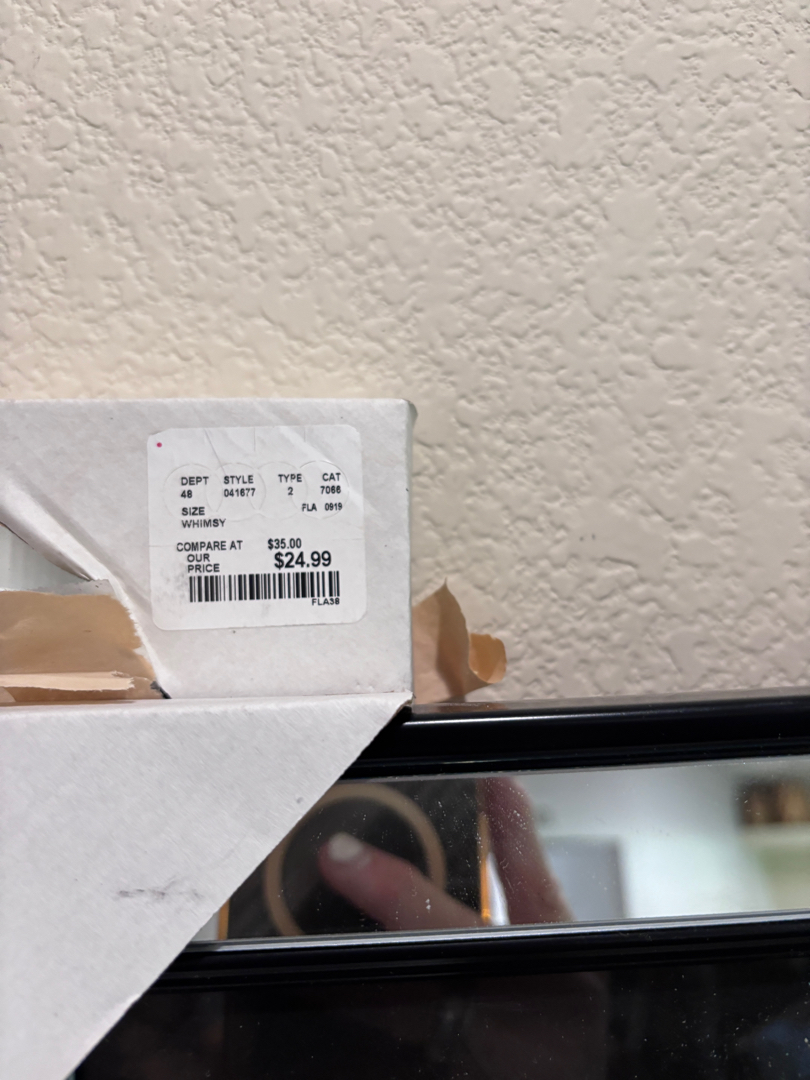 DEPT STYLE TYPE CAT
48 041677 2 7066
SIZE FLA 0919
WHIMSY
COMPARE AT $35.00
OUR PRICE $24.99
FLA38